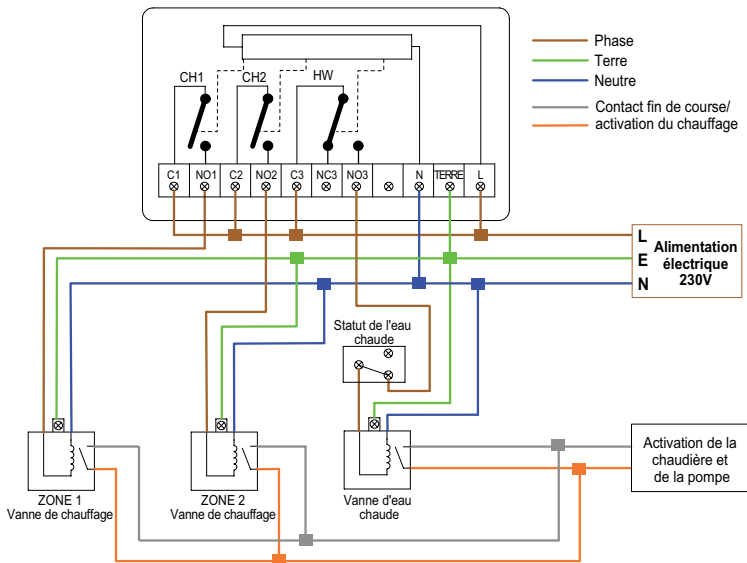 CH1 CH2 HW
C1 NO1 C2 NO2 C3 NC3 NO3 N TERRE L
Phase
Terre
Neutre
Contact fin de course/
activation du chauffage
L
E
N
Alimentation
électrique
230V
Statut de l'eau
chaude
ZONE 1
Vanne de chauffage
ZONE 2
Vanne de chauffage
Vanne d'eau
chaude
Activation de la
chaudière et
de la pompe